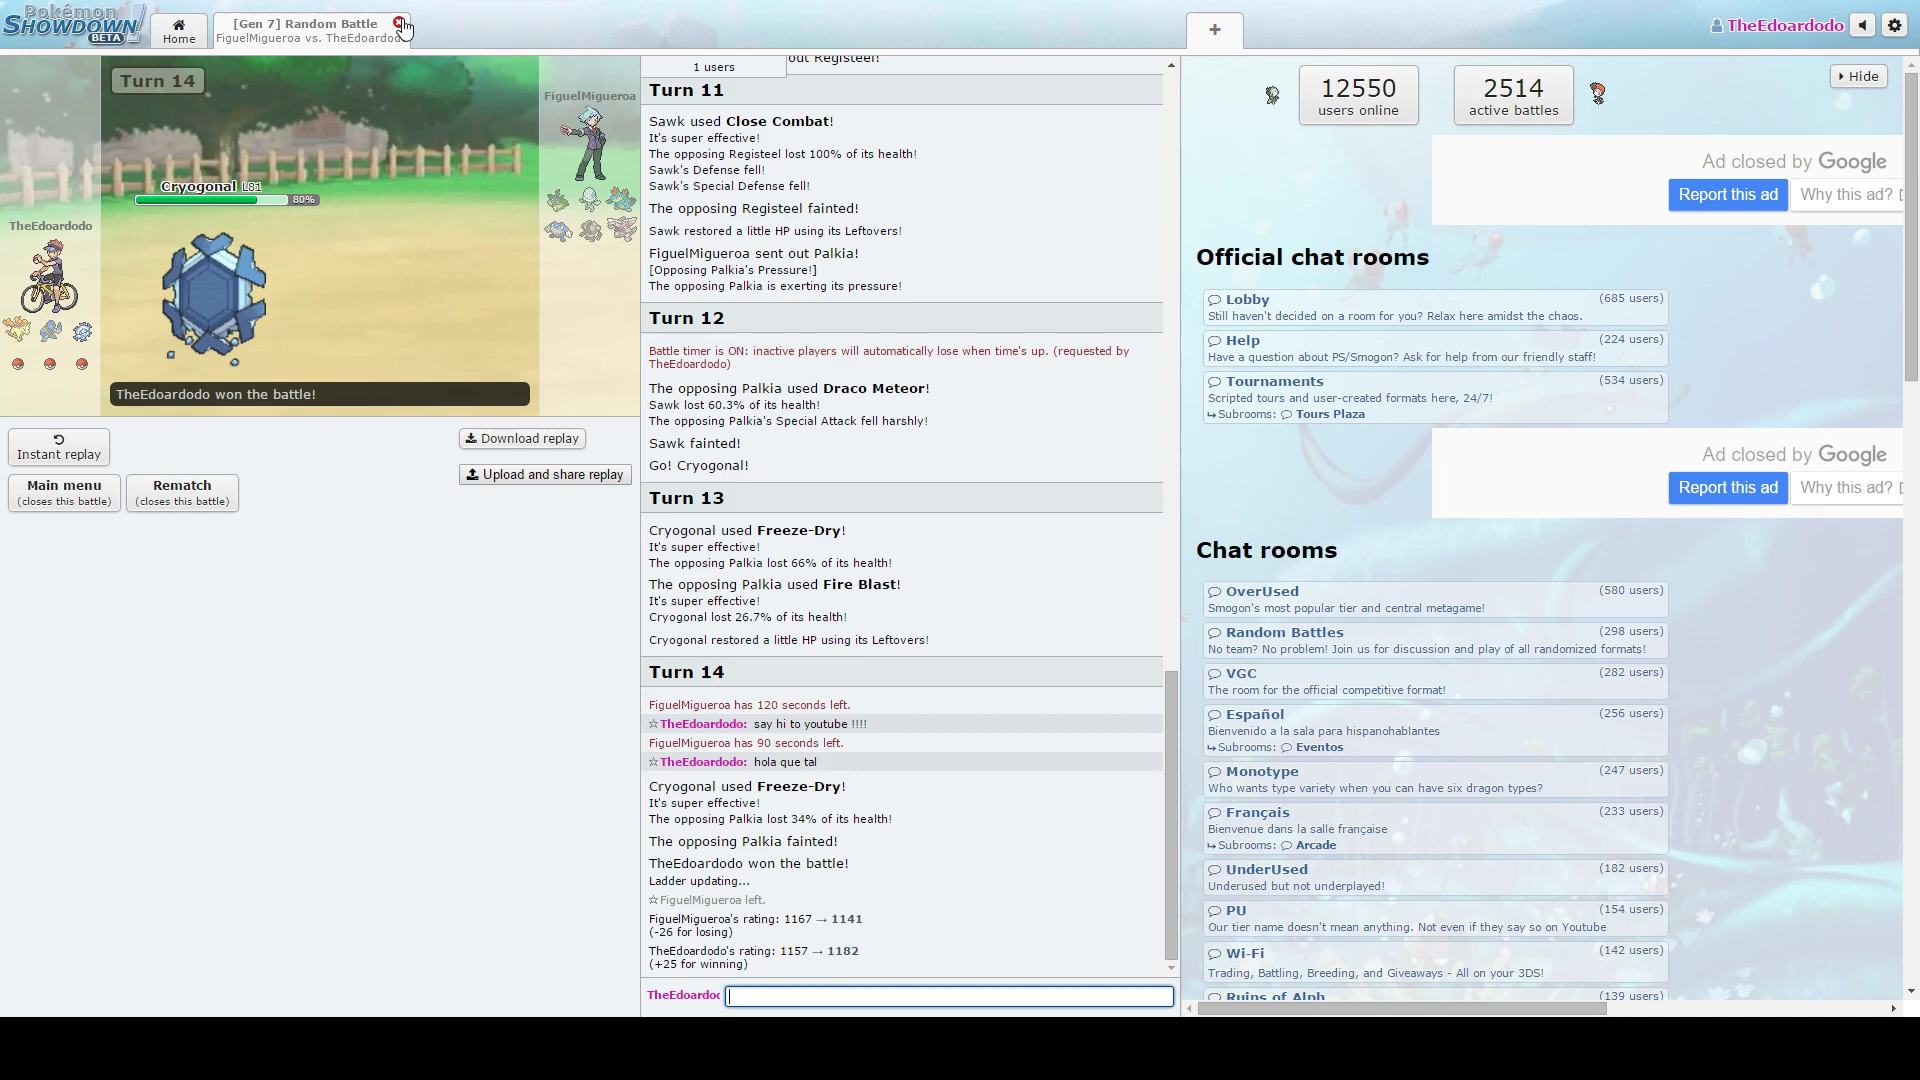 Pokémon
SHOWDOWN!
BETA
Home
[Gen 7] Random Battle
FiguelMigueroa vs. TheEdoardod
+
TheEdoardodo
Turn 14
FiguelMigueroa
Cryogonal L81
80%
TheEdoardodo
TheEdoardodo won the battle!
Instant replay
Download replay
Upload and share replay
Main menu
(closes this battle)
Rematch
(closes this battle)
1 users
out Registeel!
Turn 11
Sawk used Close Combat!
It's super effective!
The opposing Registeel lost 100% of its health!
Sawk's Defense fell!
Sawk's Special Defense fell!
The opposing Registeel fainted!
Sawk restored a little HP using its Leftovers!
FiguelMigueroa sent out Palkia!
[Opposing Palkia's Pressure!]
The opposing Palkia is exerting its pressure!
Turn 12
Battle timer is ON: inactive players will automatically lose when time's up. (requested by
TheEdoardodo)
The opposing Palkia used Draco Meteor!
Sawk lost 60.3% of its health!
The opposing Palkia's Special Attack fell harshly!
Sawk fainted!
Go! Cryogonal!
Turn 13
Cryogonal used Freeze-Dry!
It's super effective!
The opposing Palkia lost 66% of its health!
The opposing Palkia used Fire Blast!
It's super effective!
Cryogonal lost 26.7% of its health!
Cryogonal restored a little HP using its Leftovers!
Turn 14
FiguelMigueroa has 120 seconds left.
☆TheEdoardodo: say hi to youtube !!!!
FiguelMigueroa has 90 seconds left.
☆TheEdoardodo: hola que tal
Cryogonal used Freeze-Dry!
It's super effective!
The opposing Palkia lost 34% of its health!
The opposing Palkia fainted!
TheEdoardodo won the battle!
Ladder updating...
☆FiguelMigueroa left.
FiguelMigueroa's rating: 1167 → 1141
(-26 for losing)
TheEdoardodo's rating: 1157 → 1182
(+25 for winning)
TheEdoardoc
Hide
12550
users online
2514
active battles
Ad closed by Google
Report this ad
Why this ad?
Official chat rooms
Lobby (685 users)
Still haven't decided on a room for you? Relax here amidst the chaos.
Help (224 users)
Have a question about PS/Smogon? Ask for help from our friendly staff!
Tournaments (534 users)
Scripted tours and user-created formats here, 24/7!
↳Subrooms: Tours Plaza
Ad closed by Google
Report this ad
Why this ad?
Chat rooms
OverUsed (580 users)
Smogon's most popular tier and central metagame!
Random Battles (298 users)
No team? No problem! Join us for discussion and play of all randomized formats!
VGC (282 users)
The room for the official competitive format!
Español (256 users)
Bienvenido a la sala para hispanohablantes
↳Subrooms: Eventos
Monotype (247 users)
Who wants type variety when you can have six dragon types?
Français (233 users)
Bienvenue dans la salle française
↳Subrooms: Arcade
UnderUsed (182 users)
Underused but not underplayed!
PU (154 users)
Our tier name doesn't mean anything. Not even if they say so on Youtube
Wi-Fi (142 users)
Trading, Battling, Breeding, and Giveaways - All on your 3DS!
Ruins of Alph (139 users)